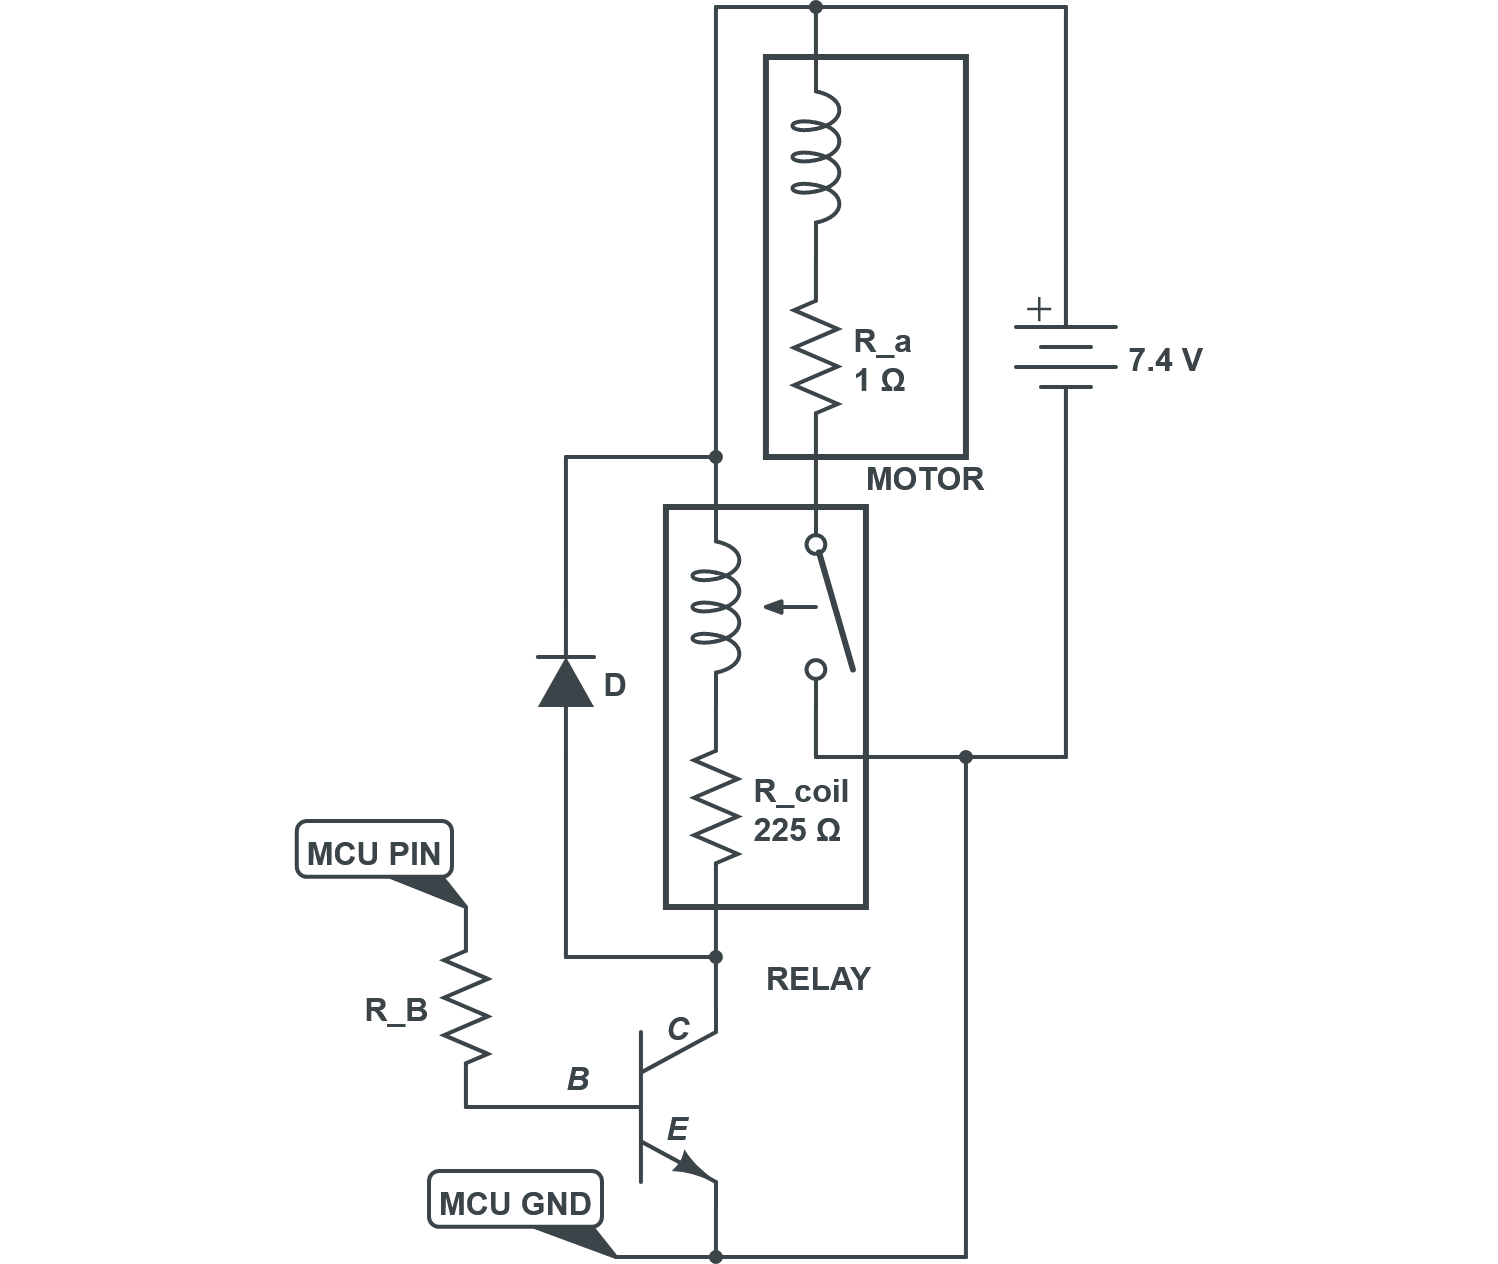 +
R_a
1 Ω
7.4 V
MOTOR
D
R_coil
225 Ω
MCU PIN
RELAY
R_B
C
B
E
MCU GND